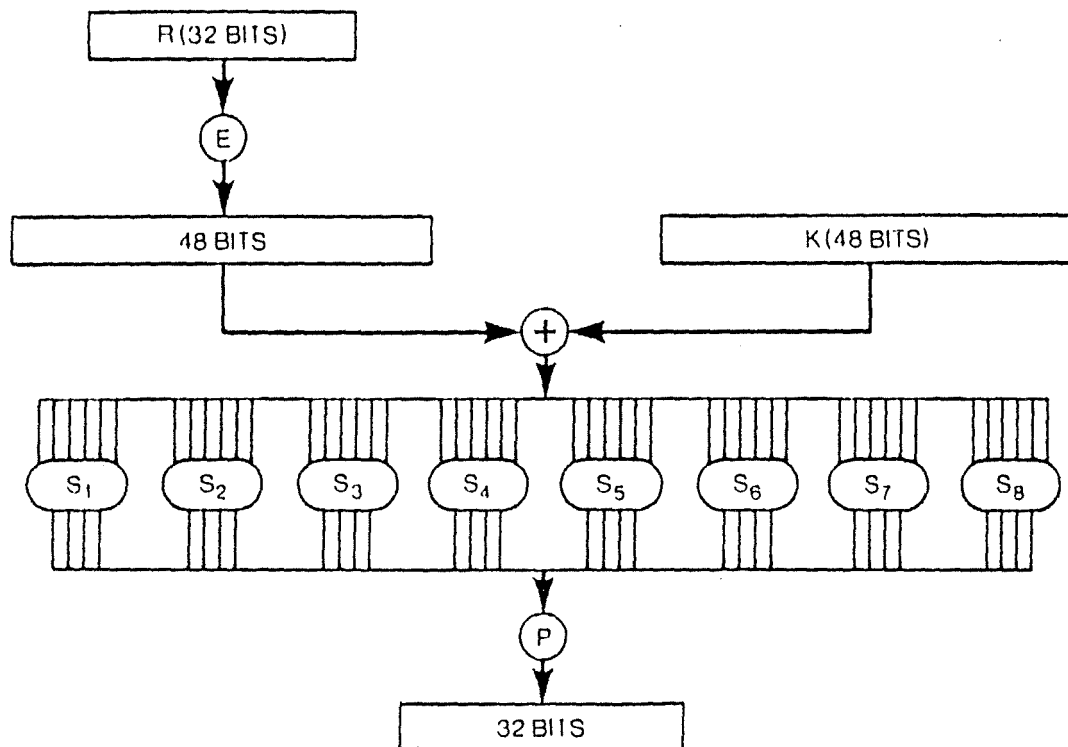 R (32 BITS)
E
48 BITS
K (48 BITS)
+
S1
S2
S3
S4
S5
S6
S7
S8
P
32 BITS